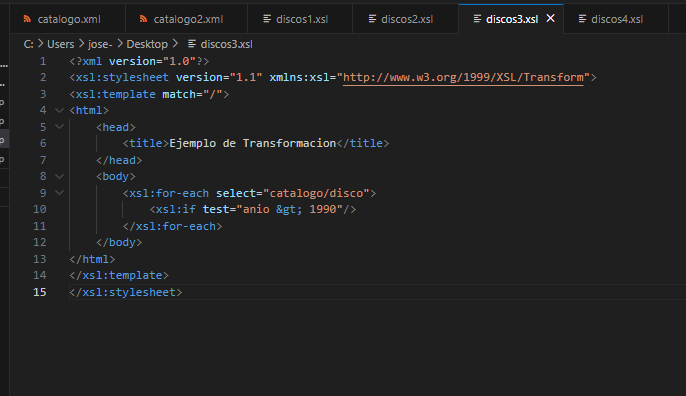 catalogo.xml catalogo2.xml discos1.xsl discos2.xsl discos3.xsl discos4.xsl
C: > Users > jose- > Desktop > discos3.xsl
1 <?xml version="1.0"?>
2 <xsl:stylesheet version="1.1" xmlns:xsl="http://www.w3.org/1999/XSL/Transform">
3 <xsl:template match="/">
4 <html>
5 <head>
6 <title>Ejemplo de Transformacion</title>
7 </head>
8 <body>
9 <xsl:for-each select="catalogo/disco">
10 <xsl:if test="anio &gt; 1990"/>
11 </xsl:for-each>
12 </body>
13 </html>
14 </xsl:template>
15 </xsl:stylesheet>